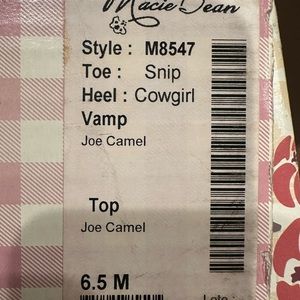 Macie Bean
Style : M8547
Toe : Snip
Heel : Cowgirl
Vamp
Joe Camel
Top
Joe Camel
6.5 M